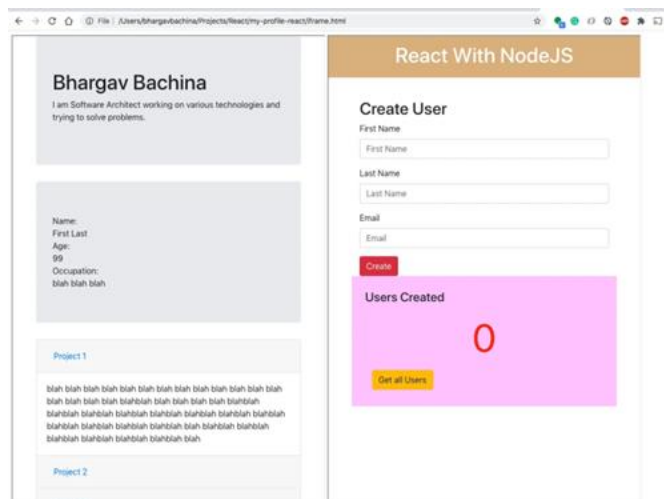 File | /Users/bhargavbachina/Projects/React/my-profile-react/iframe.html
Bhargav Bachina
I am Software Architect working on various technologies and
trying to solve problems.
Name:
First Last
Age:
99
Occupation:
blah blah blah
Project 1
blah blah blah blah blah blah blah blah blah blah blah blah blah
blah blah blah blah blahblah blah blah blah blah blah blahblah
blahblah blahblah blahblah blahblah blahblah blahblah blahblah
blahblah blahblah blahblah blahblah blah blahblah blahblah
blahblah blahblah blahblah blahblah blah
Project 2
React With NodeJS
Create User
First Name
First Name
Last Name
Last Name
Email
Email
Create
Users Created
0
Get all Users